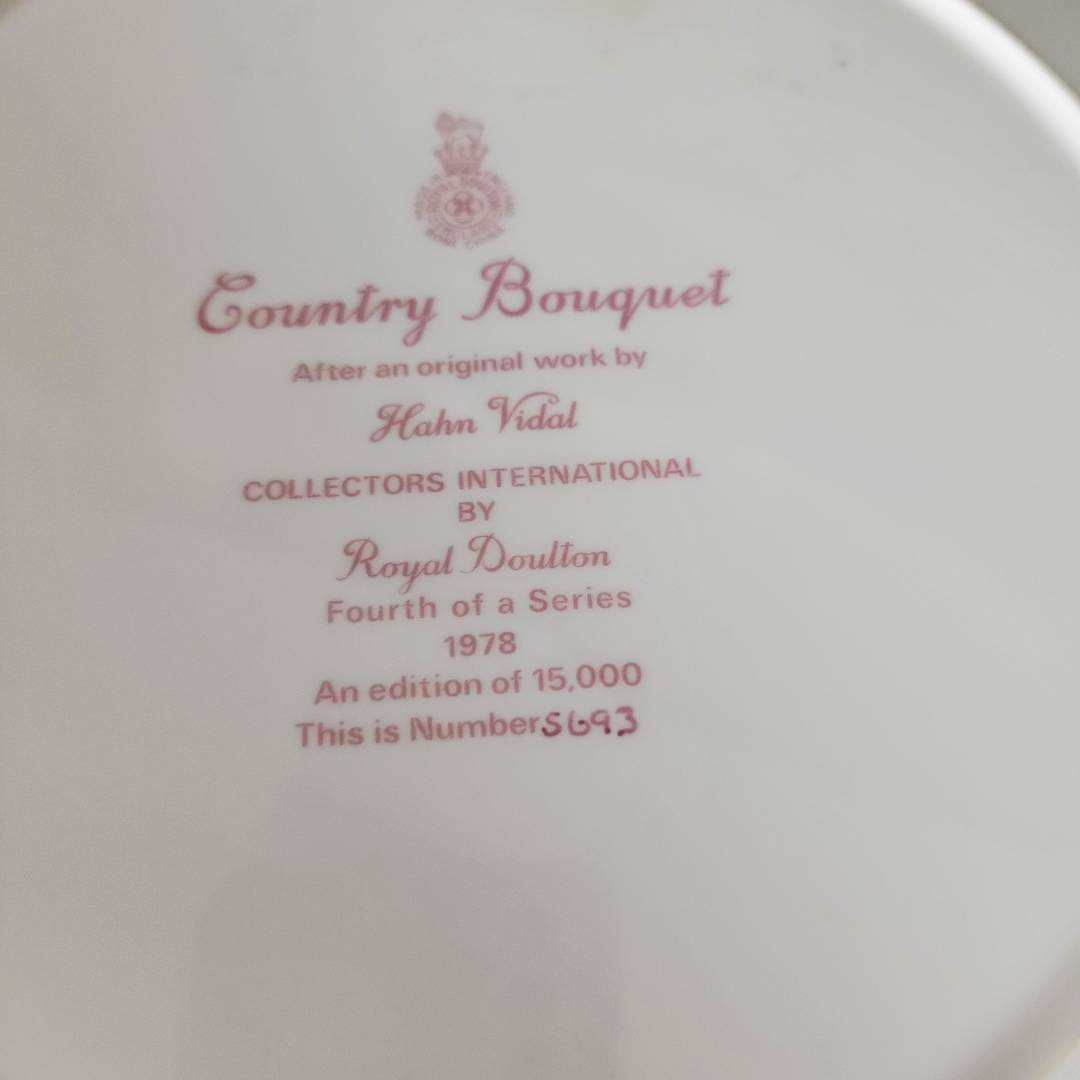 Country Bouquet
After an original work by
Hahn Vidal
COLLECTORS INTERNATIONAL
BY
Royal Doulton
Fourth of a Series
1978
An edition of 15,000
This is Number 5693